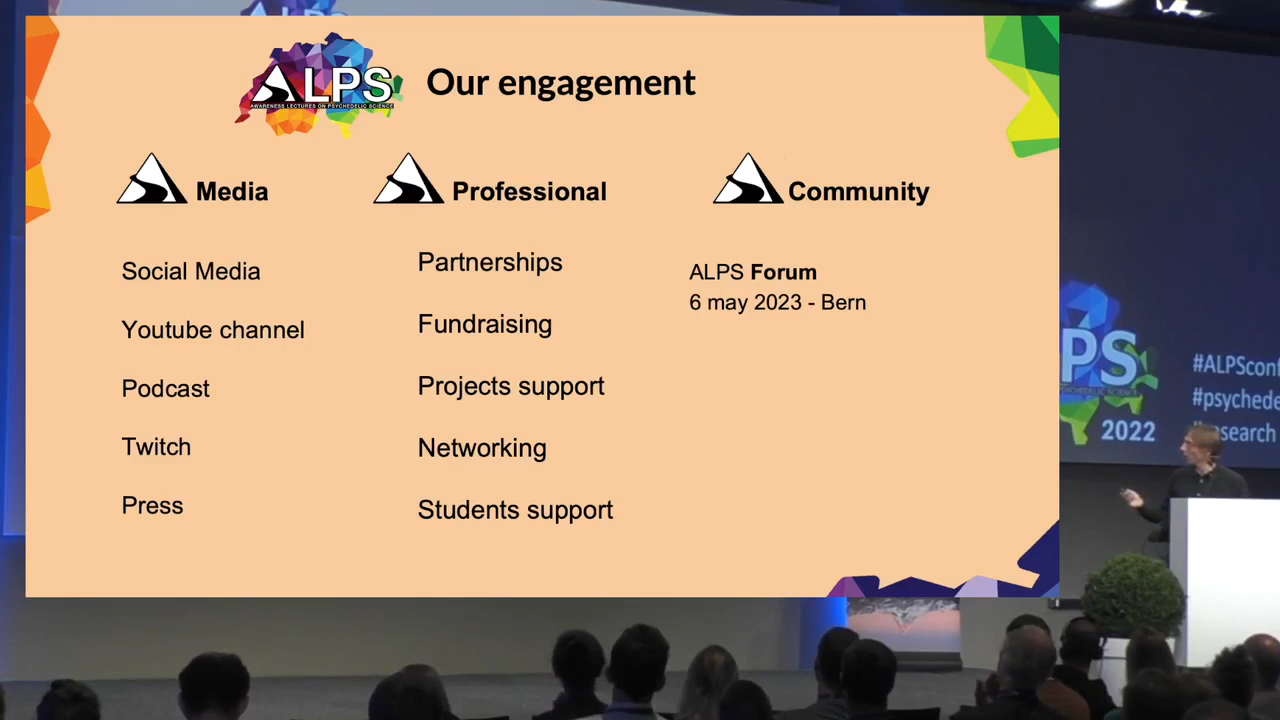 ALPS
AWARENESS LECTURES ON PSYCHEDELIC SCIENCE
Our engagement
Media
Professional
Community
Social Media
Youtube channel
Podcast
Twitch
Press
Partnerships
Fundraising
Projects support
Networking
Students support
ALPS Forum
6 may 2023 - Bern
PS
2022
#ALPSconf
#psychede
search